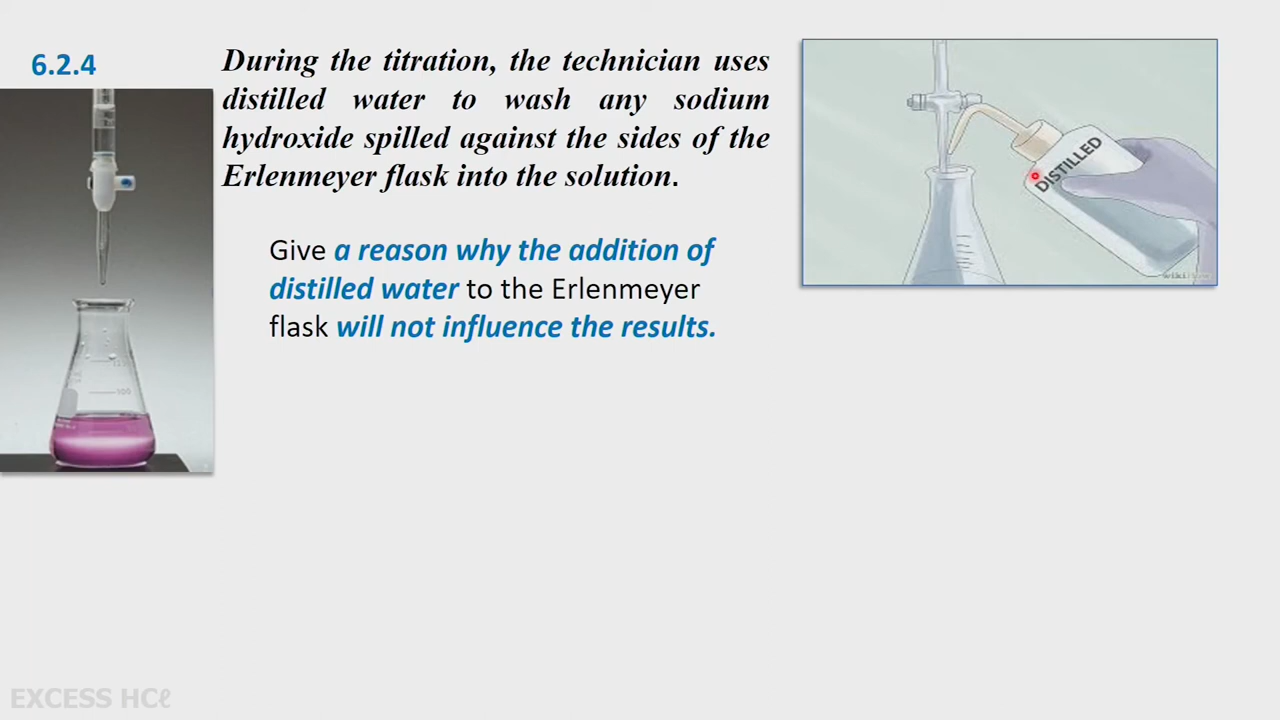 6.2.4
During the titration, the technician uses
distilled water to wash any sodium
hydroxide spilled against the sides of the
Erlenmeyer flask into the solution.
Give a reason why the addition of
distilled water to the Erlenmeyer
flask will not influence the results.
DISTILLED
100
EXCESS HCℓ